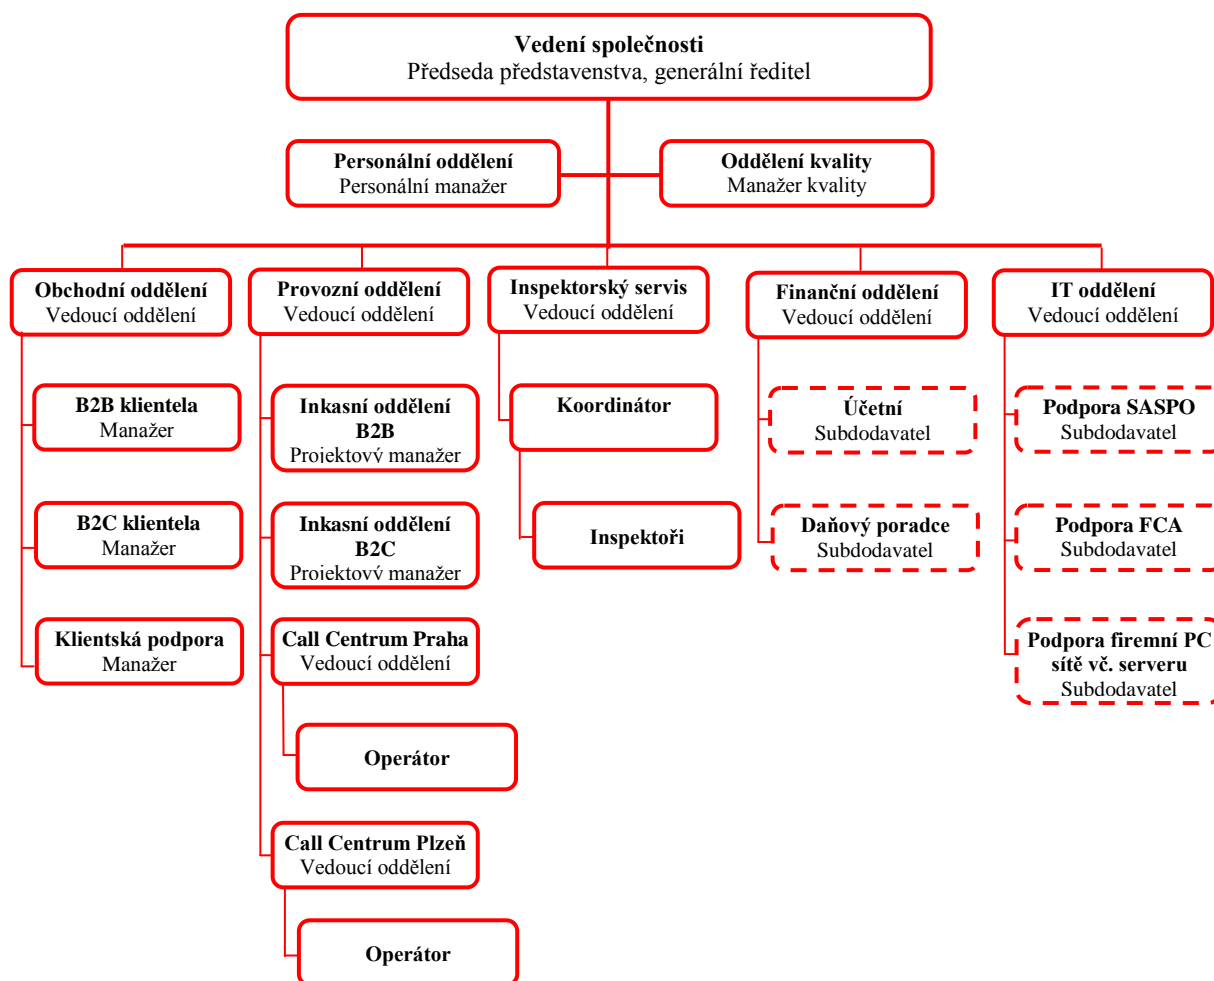 Vedení společnosti
Předseda představenstva, generální ředitel
Personální oddělení
Personální manažer
Oddělení kvality
Manažer kvality
Obchodní oddělení
Vedoucí oddělení
Provozní oddělení
Vedoucí oddělení
Inspektorský servis
Vedoucí oddělení
Finanční oddělení
Vedoucí oddělení
IT oddělení
Vedoucí oddělení
B2B klientela
Manažer
B2C klientela
Manažer
Klientská podpora
Manažer
Inkasní oddělení
B2B
Projektový manažer
Inkasní oddělení
B2C
Projektový manažer
Call Centrum Praha
Vedoucí oddělení
Operátor
Call Centrum Plzeň
Vedoucí oddělení
Operátor
Koordinátor
Inspektoři
Účetní
Subdodavatel
Daňový poradce
Subdodavatel
Podpora SASPO
Subdodavatel
Podpora FCA
Subdodavatel
Podpora firemní PC
sítě vč. serveru
Subdodavatel